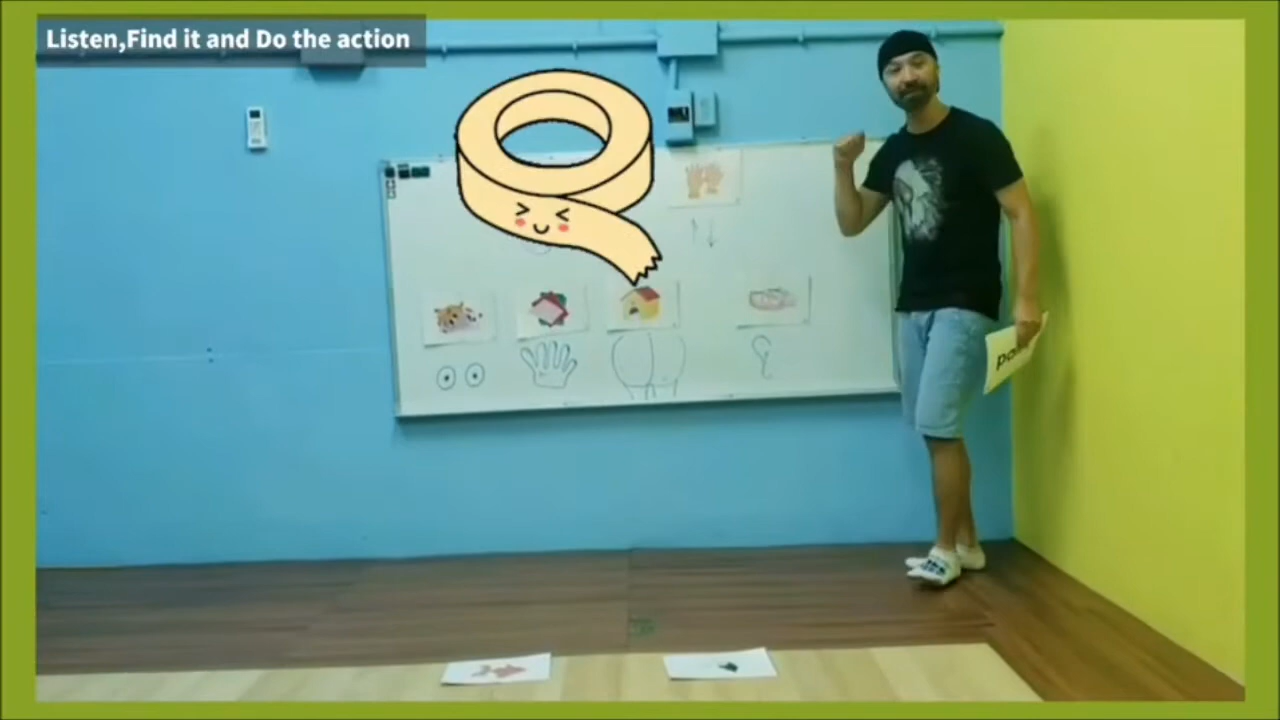 Listen,Find it and Do the action